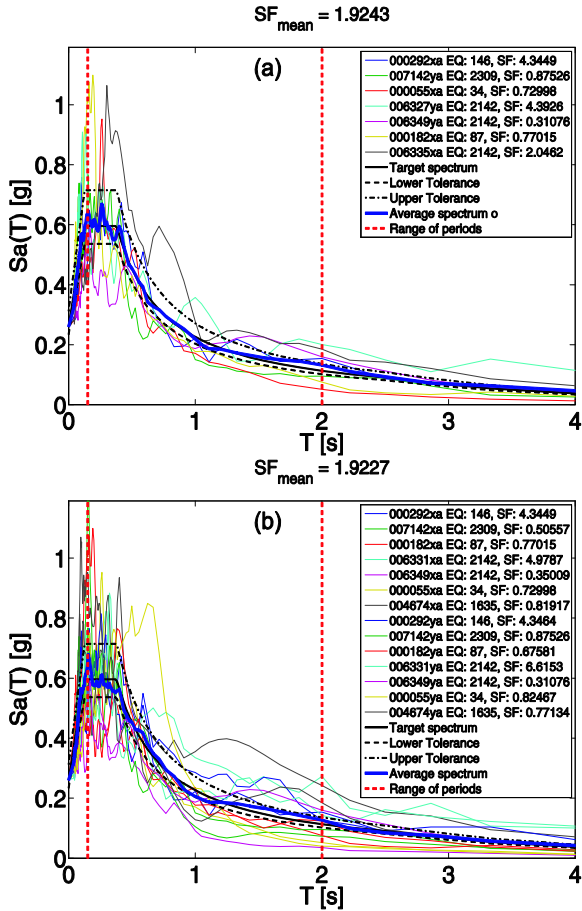 SFmean = 1.9243
(a)
000292xa EQ: 146, SF: 4.3449
007142ya EQ: 2309, SF: 0.87526
000055xa EQ: 34, SF: 0.72998
006327ya EQ: 2142, SF: 4.3926
006349ya EQ: 2142, SF: 0.31076
000182xa EQ: 87, SF: 0.77015
006335xa EQ: 2142, SF: 2.0462
Target spectrum
Lower Tolerance
Upper Tolerance
Average spectrum o
Range of periods
Sa(T) [g]
1
0.8
0.6
0.4
0.2
0
0 1 2 3 4
T [s]
SFmean = 1.9227
(b)
000292xa EQ: 146, SF: 4.3449
007142xa EQ: 2309, SF: 0.50557
000182xa EQ: 87, SF: 0.77015
006331xa EQ: 2142, SF: 4.9787
006349xa EQ: 2142, SF: 0.35009
000055xa EQ: 34, SF: 0.72998
004674xa EQ: 1635, SF: 0.81917
000292ya EQ: 146, SF: 4.3464
007142ya EQ: 2309, SF: 0.87526
000182ya EQ: 87, SF: 0.67581
006331ya EQ: 2142, SF: 6.6153
006349ya EQ: 2142, SF: 0.31076
000055ya EQ: 34, SF: 0.82467
004674ya EQ: 1635, SF: 0.77134
Target spectrum
Lower Tolerance
Upper Tolerance
Average spectrum
Range of periods
Sa(T) [g]
1
0.8
0.6
0.4
0.2
0
0 1 2 3 4
T [s]